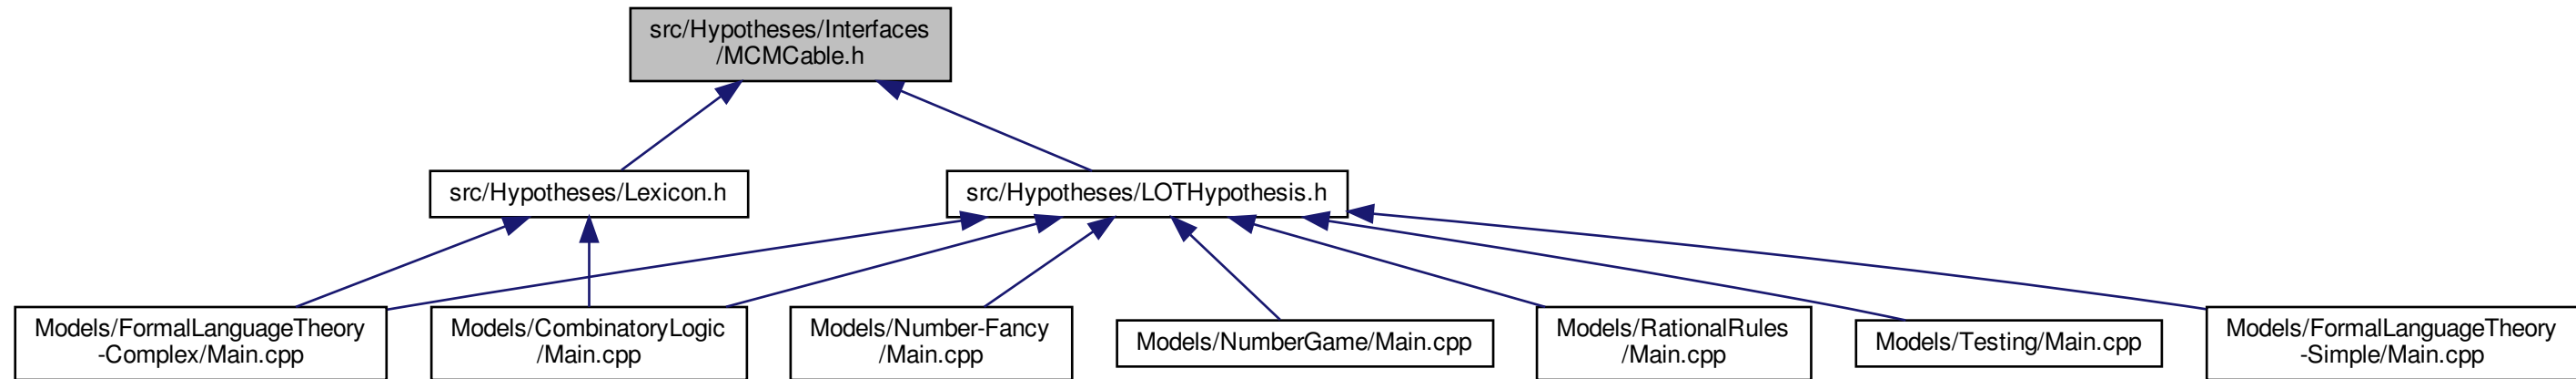 src/Hypotheses/Interfaces
/MCMCable.h
src/Hypotheses/Lexicon.h
src/Hypotheses/LOTHypothesis.h
Models/FormalLanguageTheory
-Complex/Main.cpp
Models/CombinatoryLogic
/Main.cpp
Models/Number-Fancy
/Main.cpp
Models/NumberGame/Main.cpp
Models/RationalRules
/Main.cpp
Models/Testing/Main.cpp
Models/FormalLanguageTheory
-Simple/Main.cpp